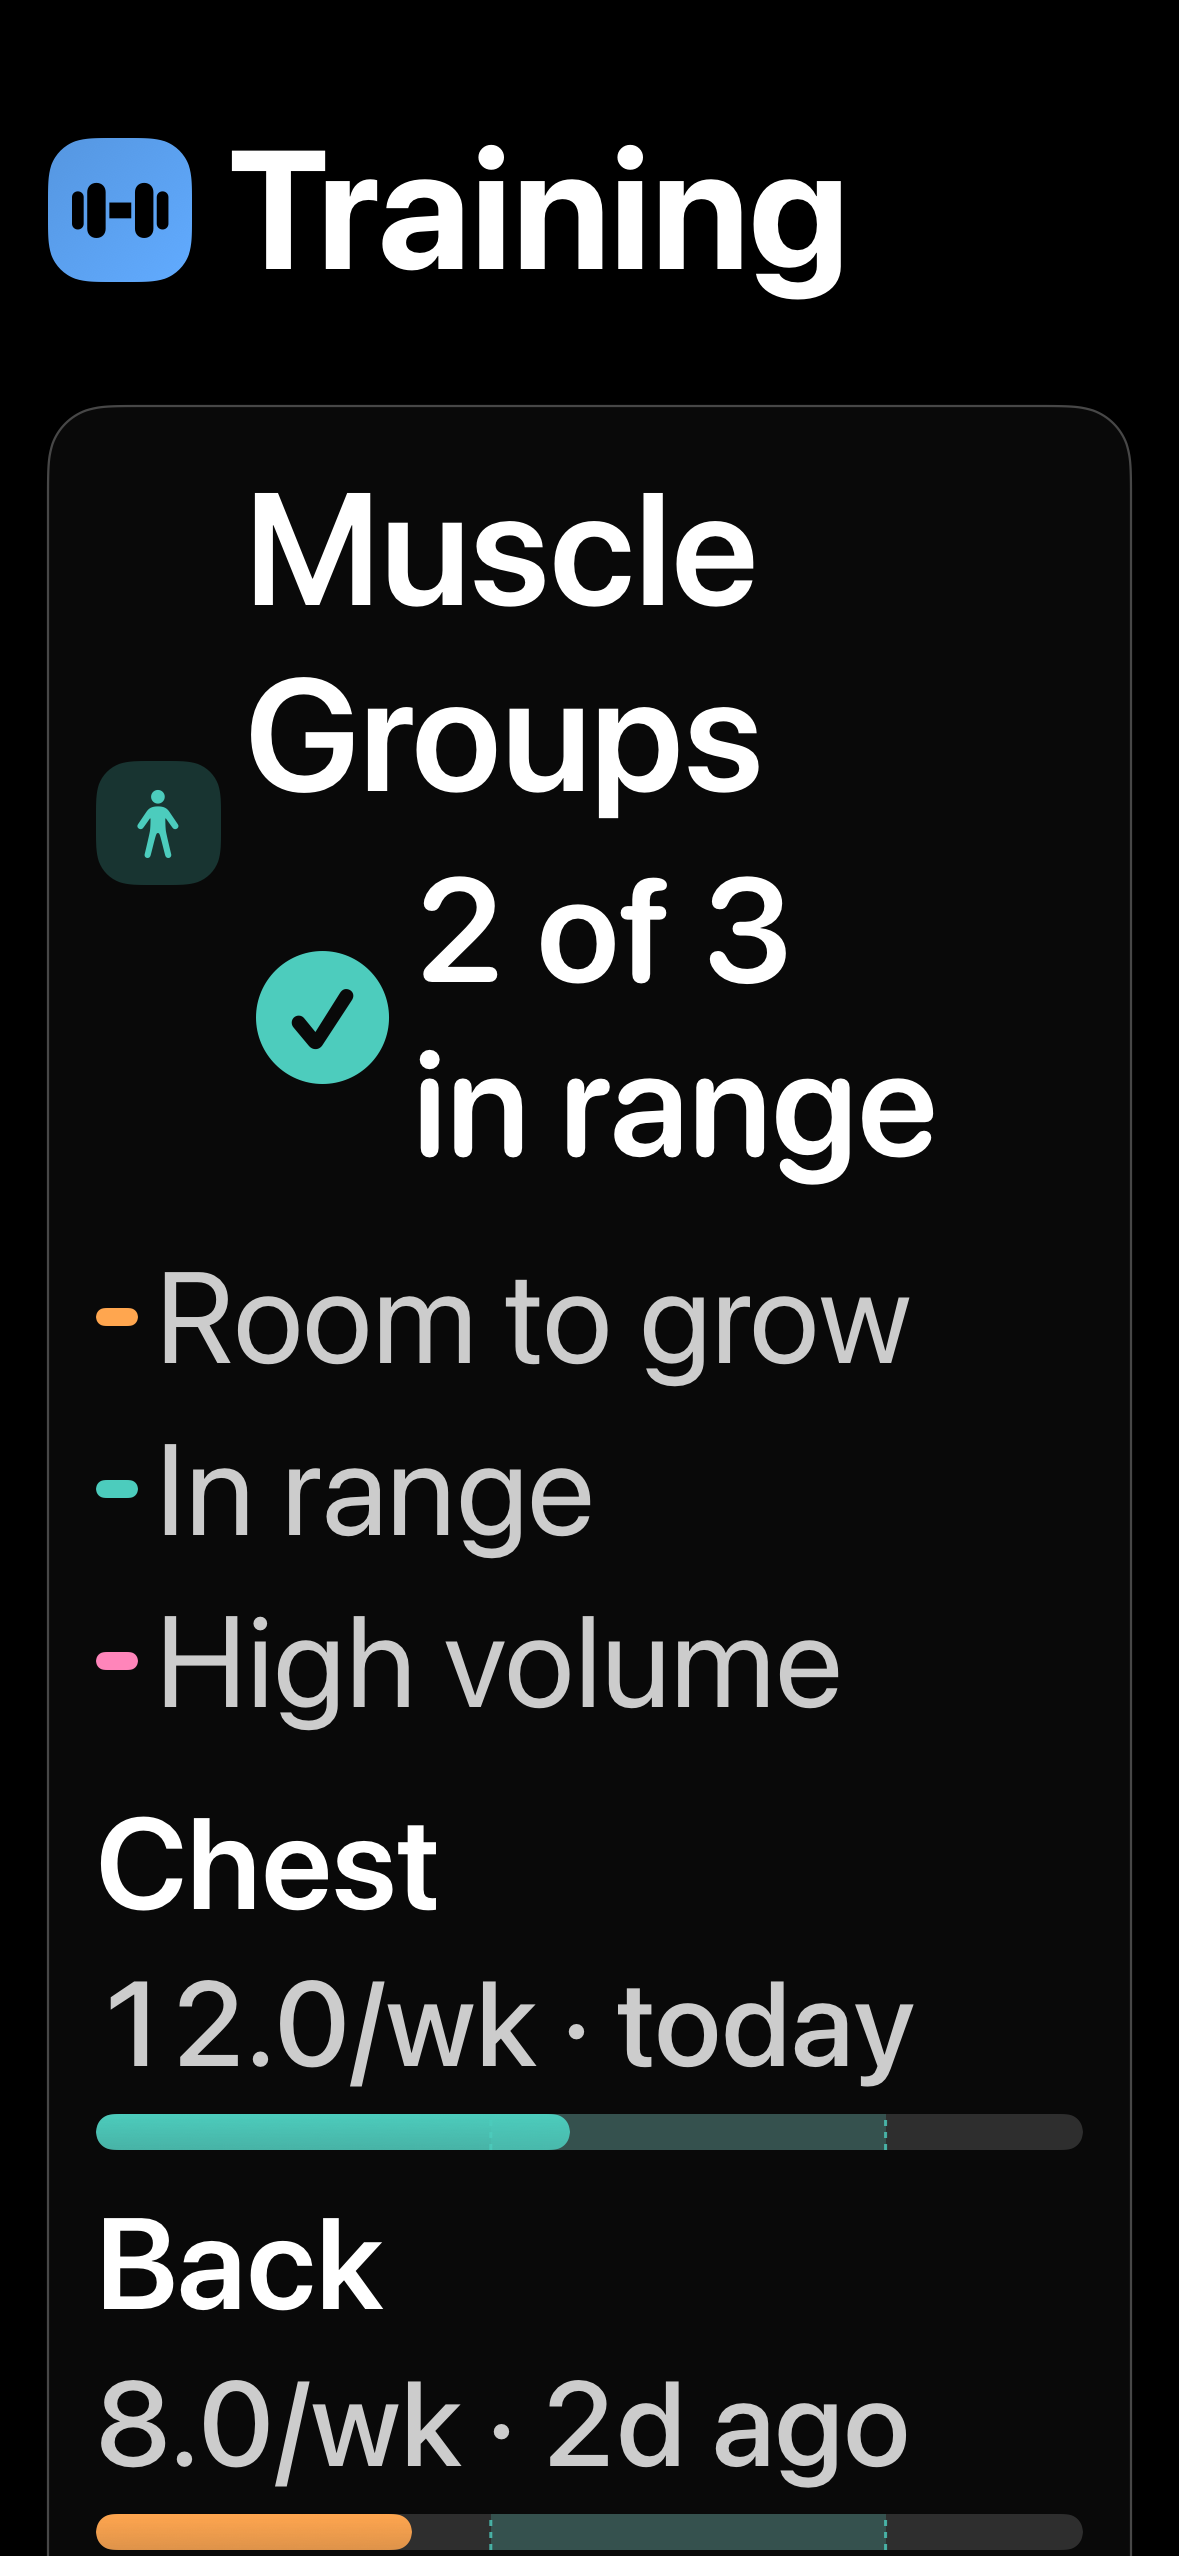 Training
Muscle
Groups
2 of 3
in range
Room to grow
In range
High volume
Chest
12.0/wk · today
Back
8.0/wk · 2d ago